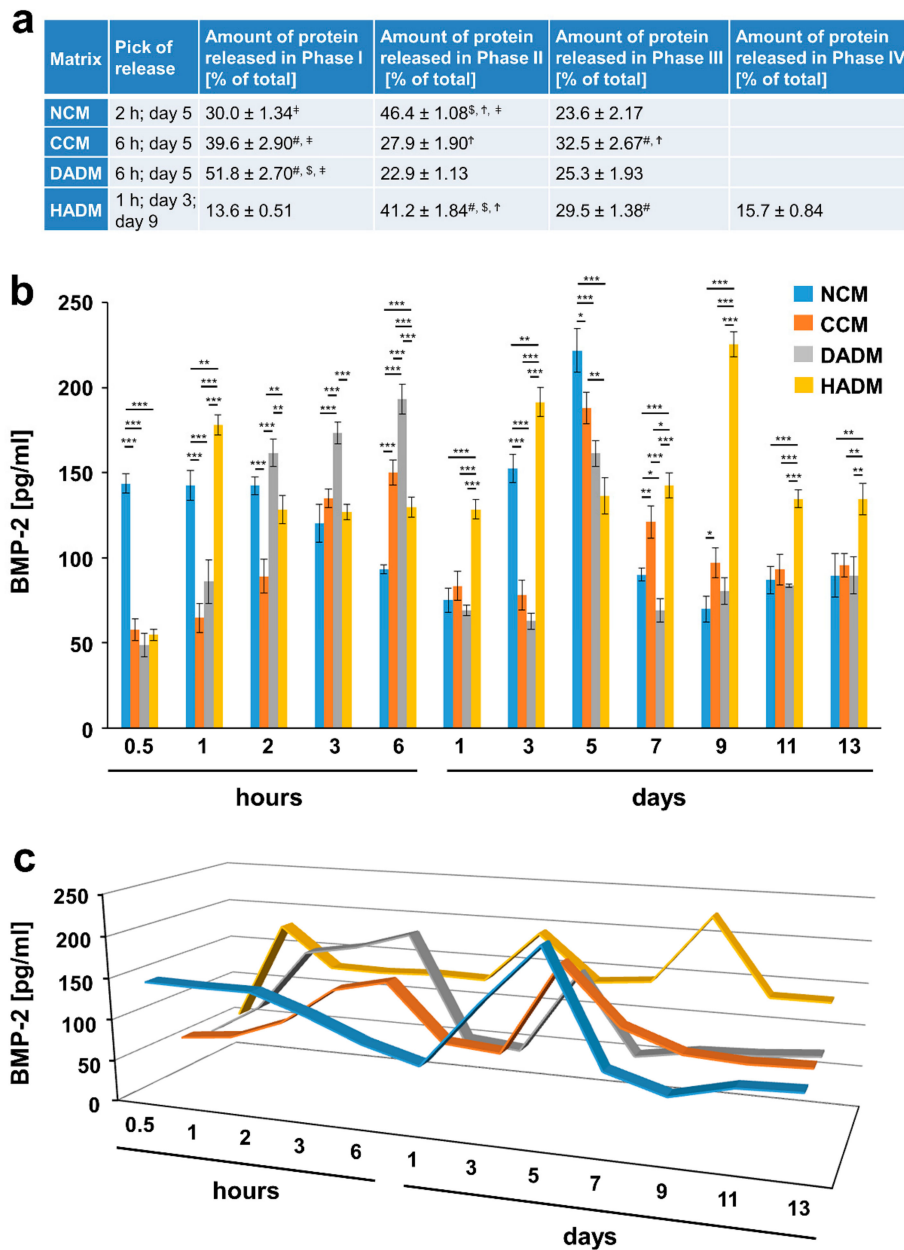 a
Matrix Pick of release Amount of protein released in Phase I [% of total] Amount of protein released in Phase II [% of total] Amount of protein released in Phase III [% of total] Amount of protein released in Phase IV [% of total]
NCM 2 h; day 5 30.0 ± 1.34‡ 46.4 ± 1.08$, †, ‡ 23.6 ± 2.17
CCM 6 h; day 5 39.6 ± 2.90#, ‡ 27.9 ± 1.90† 32.5 ± 2.67#, †
DADM 6 h; day 5 51.8 ± 2.70#, $, ‡ 22.9 ± 1.13 25.3 ± 1.93
HADM 1 h; day 3; day 9 13.6 ± 0.51 41.2 ± 1.84#, $, † 29.5 ± 1.38# 15.7 ± 0.84
b
BMP-2 [pg/ml]
250
200
150
100
50
0
NCM
CCM
DADM
HADM
*** *** ***
** *** *** ***
** ** *** ***
*** *** ***
*** *** *** *** *** ***
*** *** ***
** *** *** *** ***
*** *** * **
*** * *** *** * **
*** *** *** *
*** *** ***
** ** **
0.5 1 2 3 6 1 3 5 7 9 11 13
hours days
c
BMP-2 [pg/ml]
250
200
150
100
50
0
0.5 1 2 3 6 1 3 5 7 9 11 13
hours
days